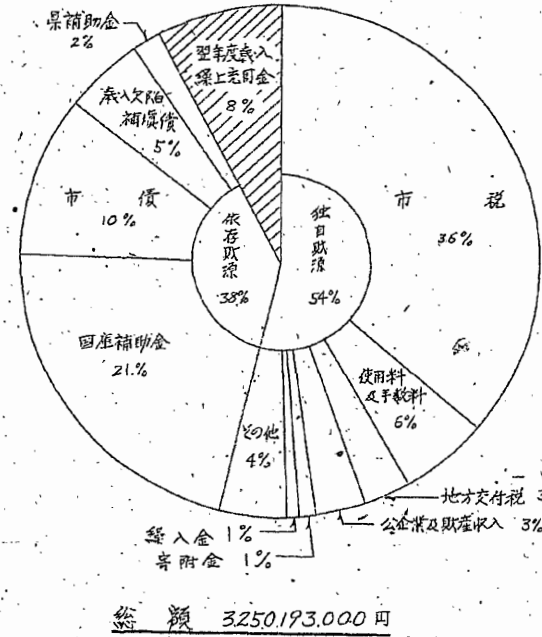 県補助金
2%
翌年度歳入
繰上充用金
8%
歳入欠陥
補填債
5%
市債
10%
市税
36%
依存財源
38%
独自財源
54%
国庫補助金
21%
使用料
及手数料
6%
その他
4%
地方交付税 3
公企業及財産収入 3%
繰入金 1%
寄附金 1%
総額 3,250,193,000円